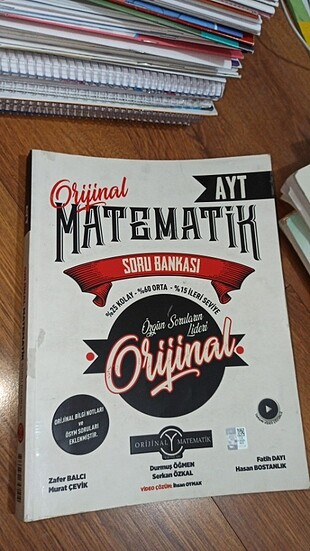 Orijinal
AYT
MATEMATİK
SORU BANKASI
%25 KOLAY - %60 ORTA - %15 İLERİ SEVİYE
Özgün Soruların
Lideri
Orijinal
ORİJİNAL BİLGİ NOTLARI
ve
ÖSYM SORULARI
EKLENMİŞTİR.
ORİJİNAL MATEMATİK
Zafer BALCI
Murat ÇEVİK
Durmuş ÖĞMEN
Serkan ÖZKAL
Fatih DAYI
Hasan BOSTANLIK
VİDEO ÇÖZÜM: İhsan OYMAK